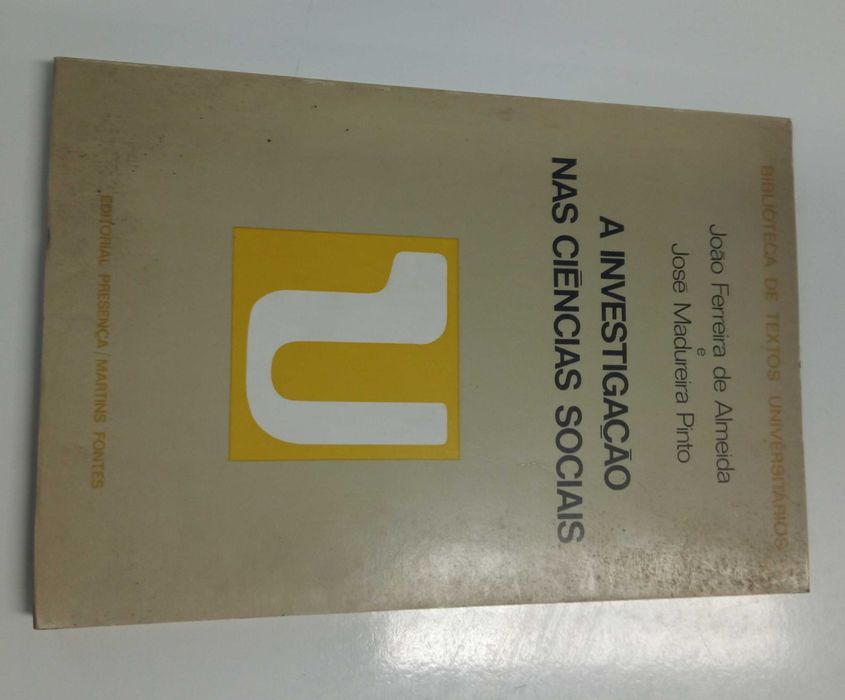 BIBLIOTECA DE TEXTOS UNIVERSITÁRIOS
João Ferreira de Almeida
e
José Madureira Pinto
A INVESTIGAÇÃO
NAS CIÊNCIAS SOCIAIS
u
EDITORIAL PRESENÇA / MARTINS FONTES